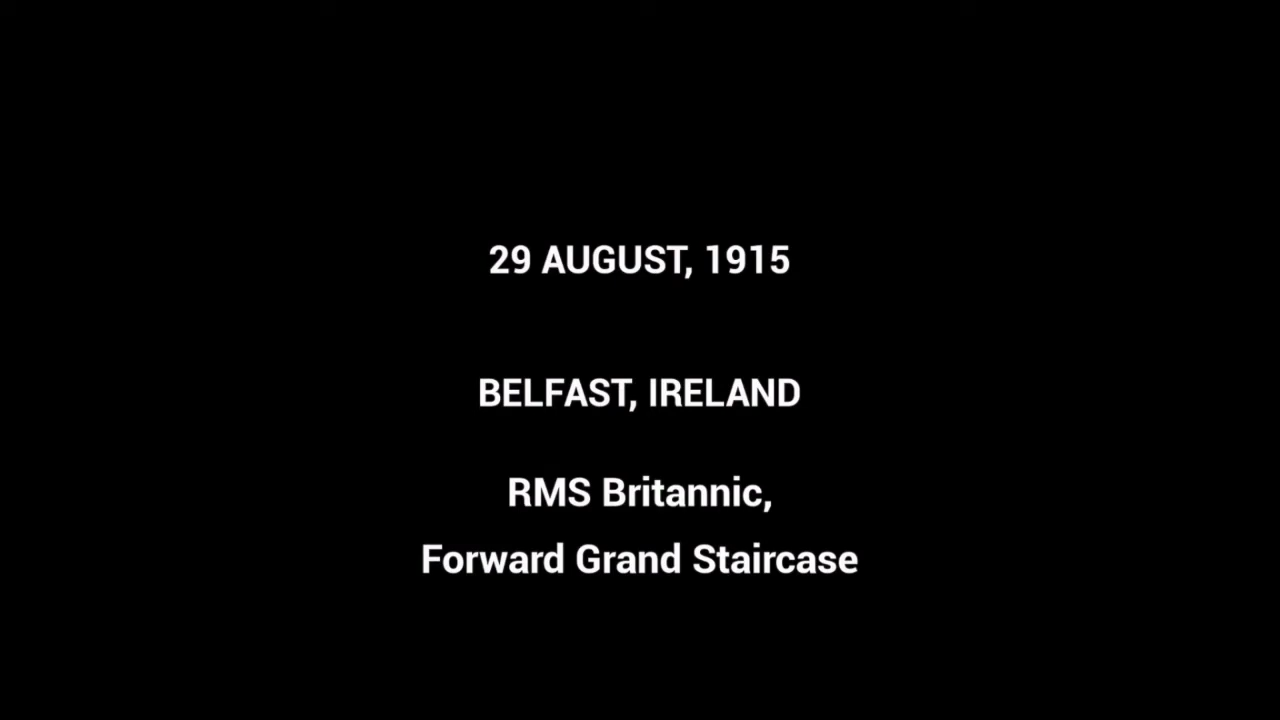 29 AUGUST, 1915
BELFAST, IRELAND
RMS Britannic,
Forward Grand Staircase